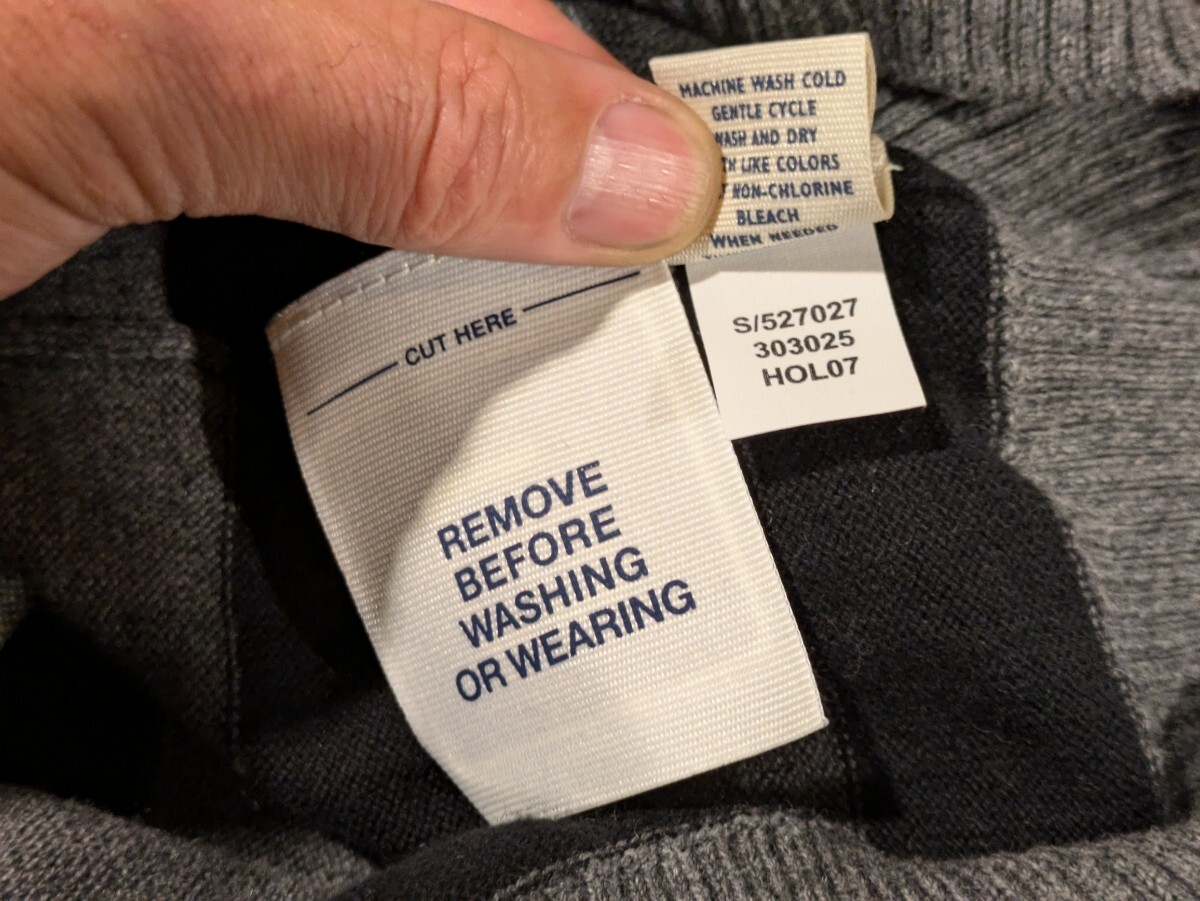 MACHINE WASH COLD
GENTLE CYCLE
WASH AND DRY
LIKE COLORS
NON-CHLORINE
BLEACH
WHEN NEEDED
S/527027
303025
HOL07
CUT HERE
REMOVE
BEFORE
WASHING
OR WEARING